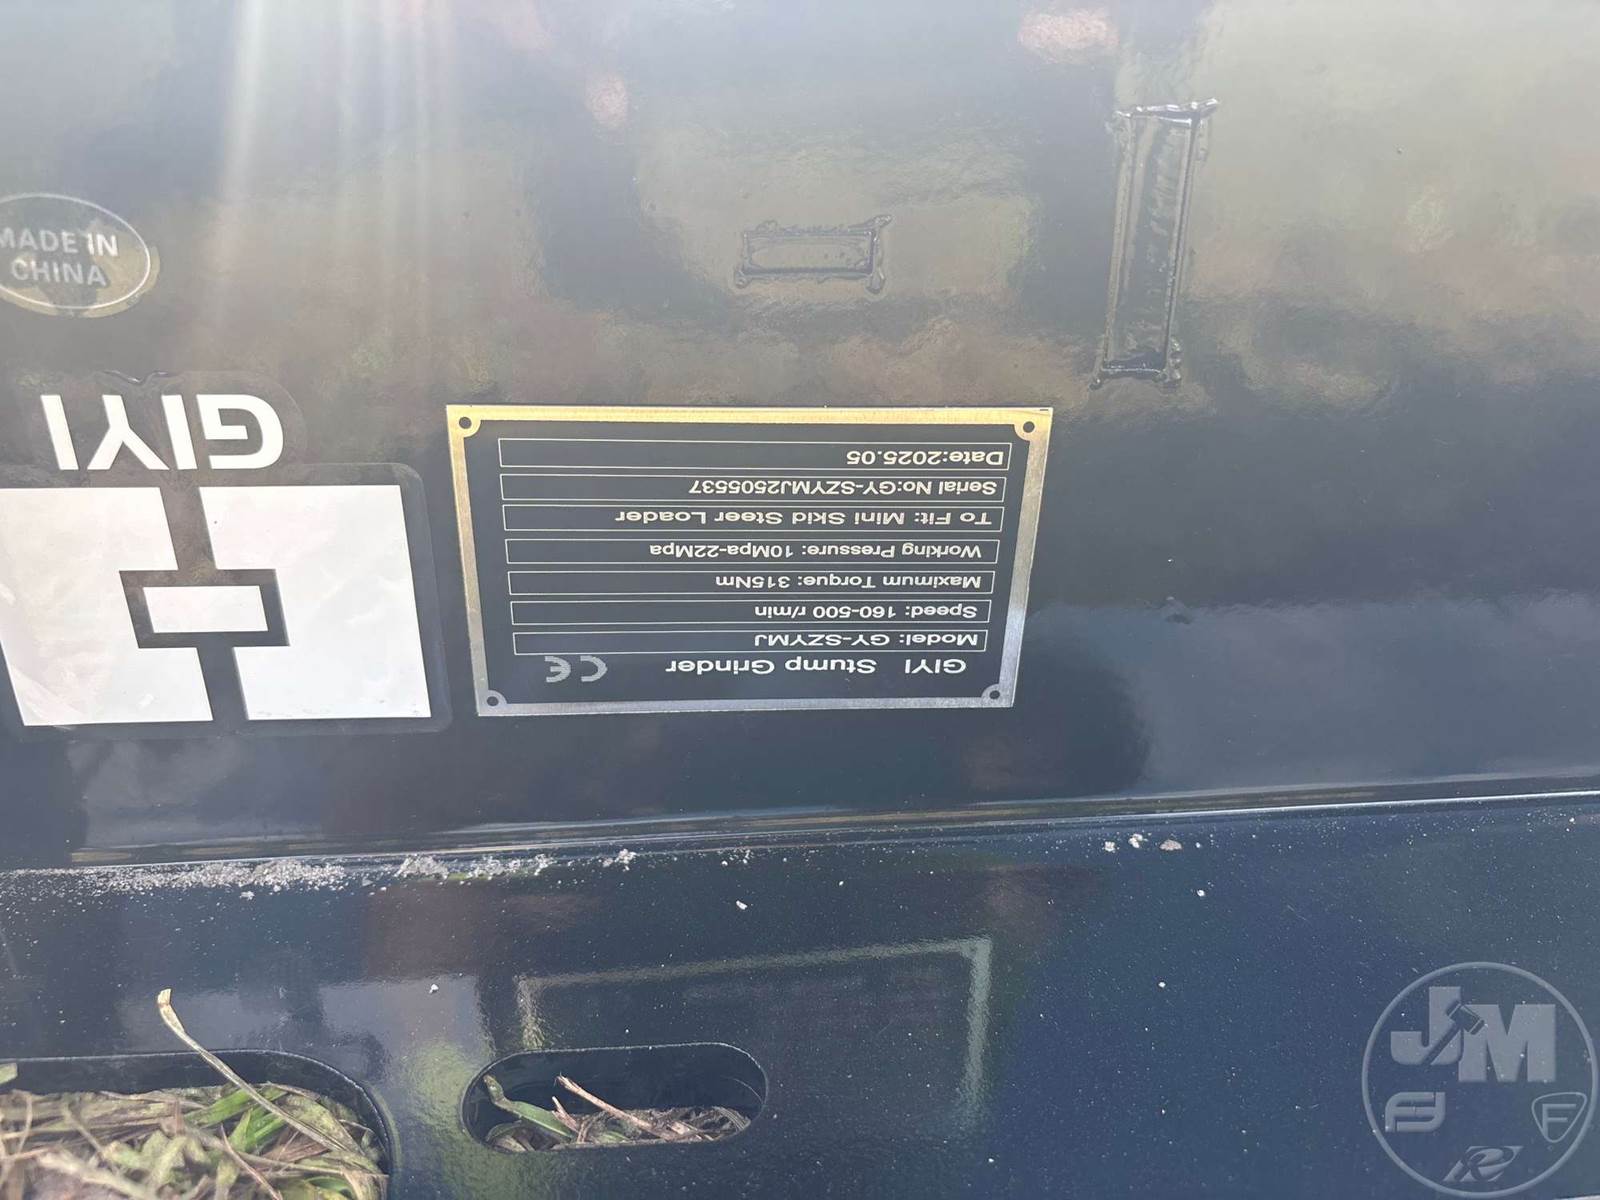 MADE IN
CHINA
GIYI
GIYI Stump Grinder CE
Model: GY-SZYMJ
Speed: 160-500 r/min
Maximum Torque: 315Nm
Working Pressure: 10Mpa-22Mpa
To Fit: Mini Skid Steer Loader
Serial No:GY-SZYMJ2505537
Date:2025.05
JM